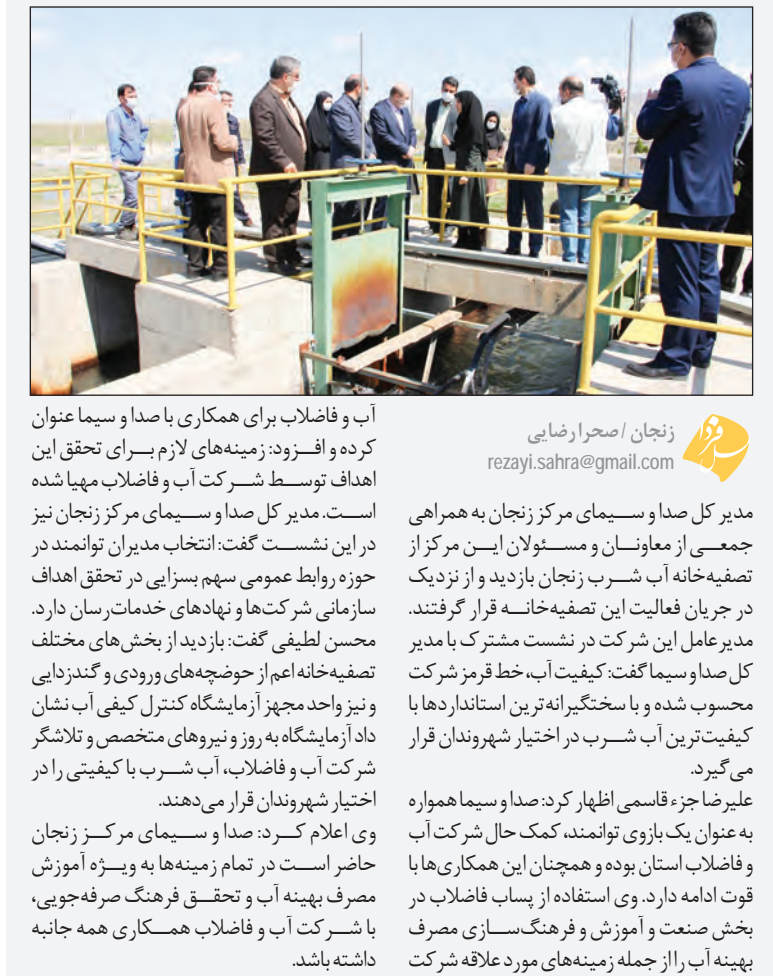 نسل فردا
زنجان / صحرا رضایی
rezayi.sahra@gmail.com
مدیر کل صدا و سیمای مرکز زنجان به همراهی
جمعی از معاونان و مسئولان این مرکز از
تصفیه‌خانه آب شرب زنجان بازدید و از نزدیک
در جریان فعالیت این تصفیه‌خانه قرار گرفتند.
مدیرعامل این شرکت در نشست مشترک با مدیر
کل صدا و سیما گفت: کیفیت آب، خط قرمز شرکت
محسوب شده و با سختگیرانه‌ترین استانداردها با
کیفیت‌ترین آب شرب در اختیار شهروندان قرار
می‌گیرد.
علیرضا جزء قاسمی اظهار کرد: صدا و سیما همواره
به عنوان یک بازوی توانمند، کمک حال شرکت آب
و فاضلاب استان بوده و همچنان این همکاری‌ها با
قوت ادامه دارد. وی استفاده از پساب فاضلاب در
بخش صنعت و آموزش و فرهنگ‌سازی مصرف
بهینه آب را از جمله زمینه‌های مورد علاقه شرکت
آب و فاضلاب برای همکاری با صدا و سیما عنوان
کرده و افزود: زمینه‌های لازم برای تحقق این
اهداف توسط شرکت آب و فاضلاب مهیا شده
است. مدیر کل صدا و سیمای مرکز زنجان نیز
در این نشست گفت: انتخاب مدیران توانمند در
حوزه روابط عمومی سهم بسزایی در تحقق اهداف
سازمانی شرکت‌ها و نهادهای خدمات‌رسان دارد.
محسن لطیفی گفت: بازدید از بخش‌های مختلف
تصفیه‌خانه اعم از حوضچه‌های ورودی و گندزدایی
و نیز واحد مجهز آزمایشگاه کنترل کیفی آب نشان
داد آزمایشگاه به روز و نیروهای متخصص و تلاشگر
شرکت آب و فاضلاب، آب شرب با کیفیتی را در
اختیار شهروندان قرار می‌دهند.
وی اعلام کرد: صدا و سیمای مرکز زنجان
حاضر است در تمام زمینه‌ها به ویژه آموزش
مصرف بهینه آب و تحقق فرهنگ صرفه‌جویی،
با شرکت آب و فاضلاب همکاری همه جانبه
داشته باشد.